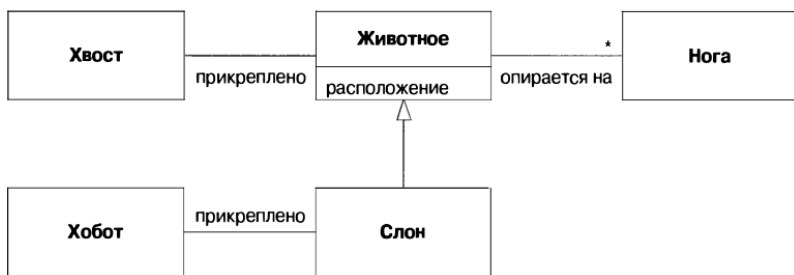 Хвост
прикреплено
Животное
расположение
*
опирается на
Нога
Хобот
прикреплено
Слон